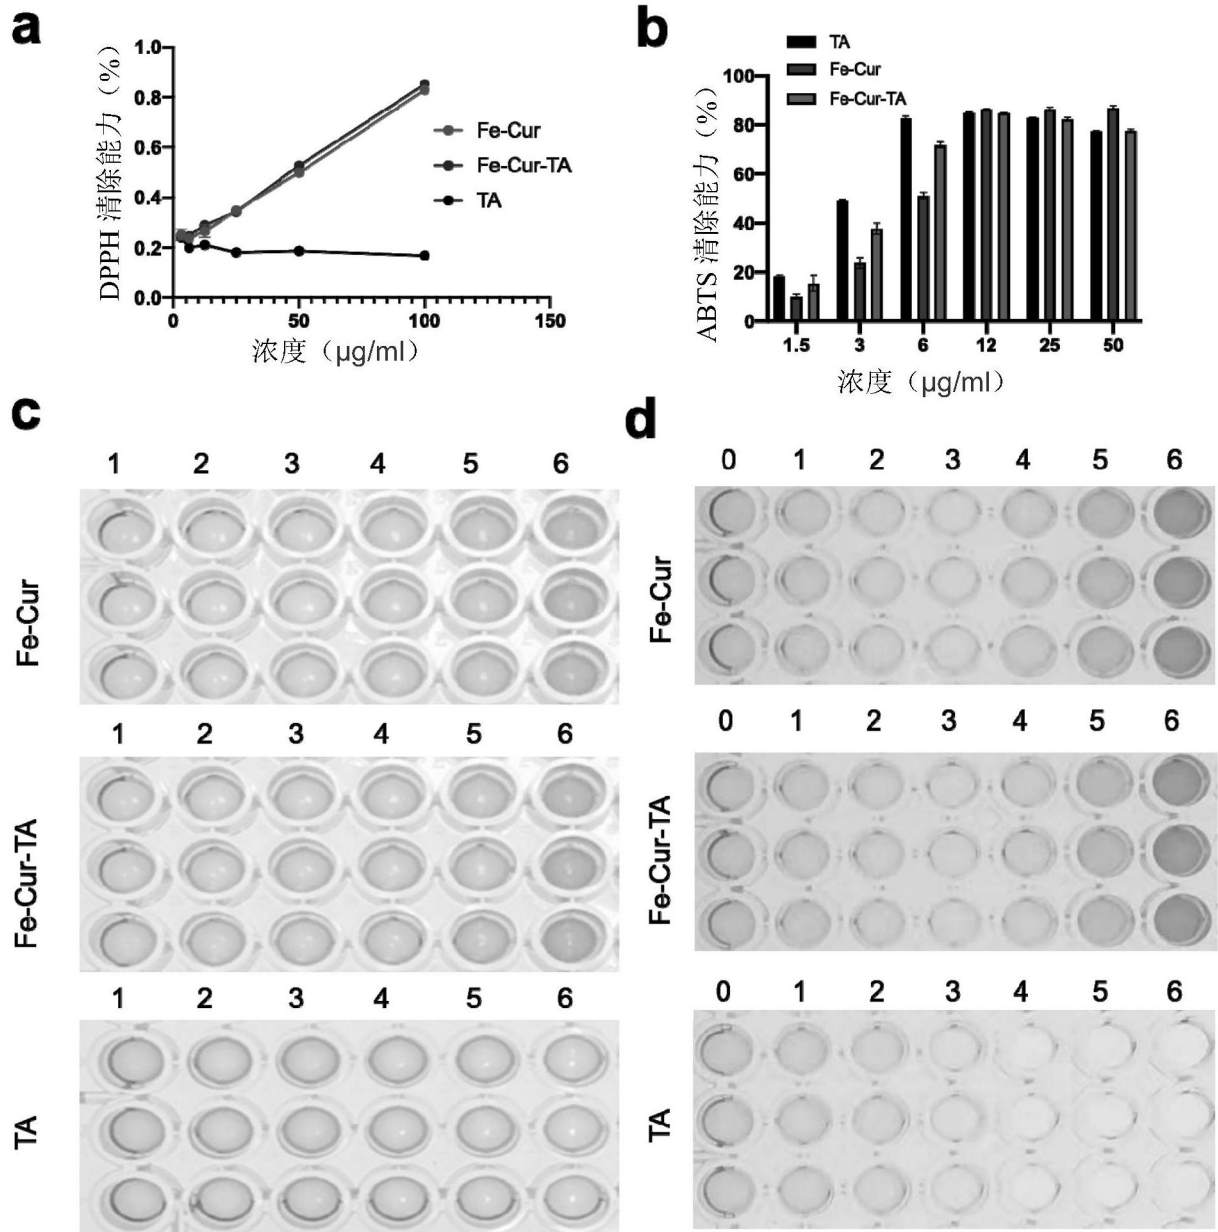 a
DPPH 清除能力（%）
1.0
0.8
0.6
0.4
0.2
0.0
0 50 100 150
浓度（µg/ml）
Fe-Cur
Fe-Cur-TA
TA
b
ABTS 清除能力（%）
TA
Fe-Cur
Fe-Cur-TA
100
80
60
40
20
0
1.5 3 6 12 25 50
浓度（µg/ml）
c
1 2 3 4 5 6
Fe-Cur
1 2 3 4 5 6
Fe-Cur-TA
1 2 3 4 5 6
TA
d
0 1 2 3 4 5 6
Fe-Cur
0 1 2 3 4 5 6
Fe-Cur-TA
0 1 2 3 4 5 6
TA